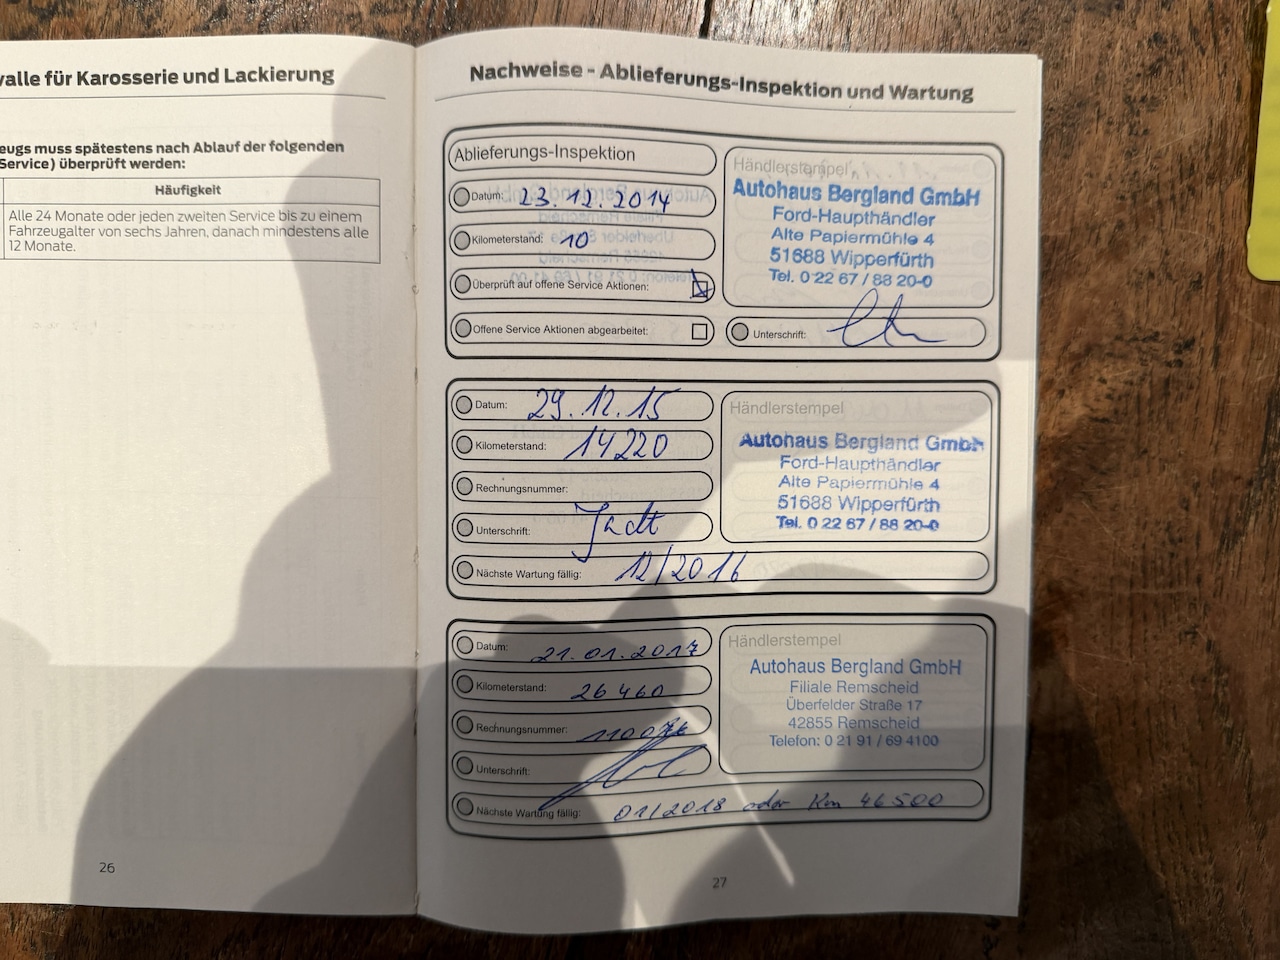 valle für Karosserie und Lackierung
eugs muss spätestens nach Ablauf der folgenden
Service) überprüft werden:
Häufigkeit
Alle 24 Monate oder jeden zweiten Service bis zu einem
Fahrzeugalter von sechs Jahren, danach mindestens alle
12 Monate.
26
Nachweise - Ablieferungs-Inspektion und Wartung
Ablieferungs-Inspektion
Datum: 23.12.2014
Kilometerstand: 10
Überprüft auf offene Service Aktionen:
Offene Service Aktionen abgearbeitet:
Händlerstempel
Autohaus Bergland GmbH
Ford-Haupthändler
Alte Papiermühle 4
51688 Wipperfürth
Tel. 0 22 67 / 88 20-0
Unterschrift:
Datum: 29.12.15
Kilometerstand: 14220
Rechnungsnummer:
Unterschrift:
Nächste Wartung fällig: 12/2016
Händlerstempel
Autohaus Bergland GmbH
Ford-Haupthändler
Alte Papiermühle 4
51688 Wipperfürth
Tel. 0 22 67 / 88 20-0
Datum: 21.01.2017
Kilometerstand: 26460
Rechnungsnummer:
Unterschrift:
Nächste Wartung fällig: 01/2018 oder Km 46500
Händlerstempel
Autohaus Bergland GmbH
Filiale Remscheid
Überfelder Straße 17
42855 Remscheid
Telefon: 0 21 91 / 69 4100
27